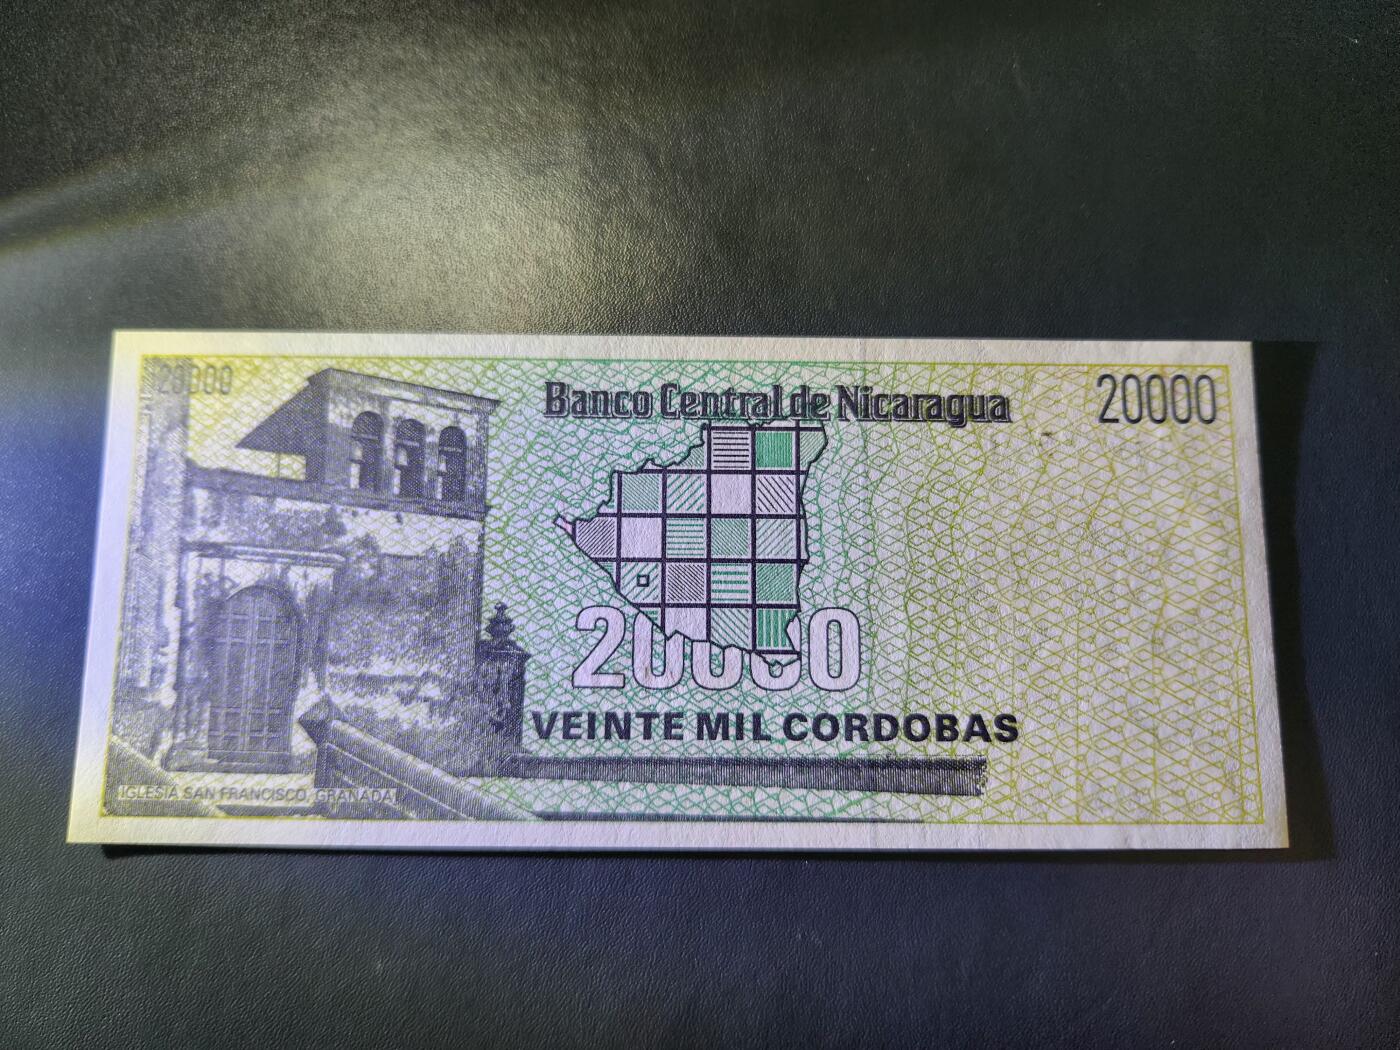 20000
Banco Central de Nicaragua
20000
20000
VEINTE MIL CORDOBAS
IGLESIA SAN FRANCISCO, GRANADA